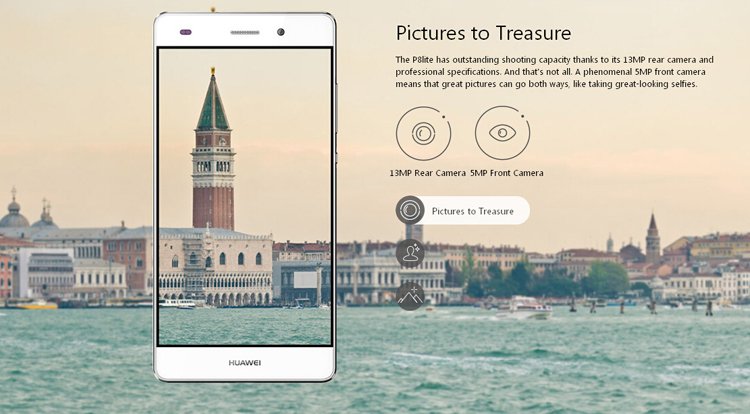 Pictures to Treasure
The P8lite has outstanding shooting capacity thanks to its 13MP rear camera and
professional specifications. And that's not all. A phenomenal 5MP front camera
means that great pictures can go both ways, like taking great-looking selfies.
13MP Rear Camera 5MP Front Camera
Pictures to Treasure
HUAWEI